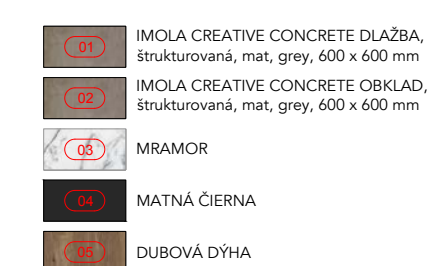 01 IMOLA CREATIVE CONCRETE DLAŽBA,
štrukturovaná, mat, grey, 600 x 600 mm
02 IMOLA CREATIVE CONCRETE OBKLAD,
štrukturovaná, mat, grey, 600 x 600 mm
03 MRAMOR
04 MATNÁ ČIERNA
05 DUBOVÁ DÝHA